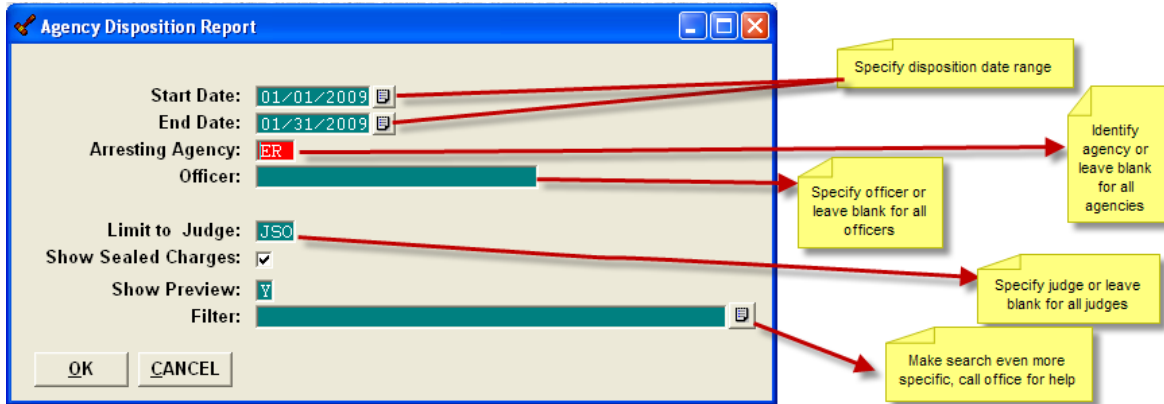 Agency Disposition Report
Start Date: 01/01/2009
End Date: 01/31/2009
Arresting Agency: ER
Officer:
Limit to Judge: JSO
Show Sealed Charges:
Show Preview: Y
Filter:
OK CANCEL
Specify disposition date range
Identify
agency or
leave blank
for all
agencies
Specify officer or
leave blank for all
officers
Specify judge or leave
blank for all judges
Make search even more
specific, call office for help